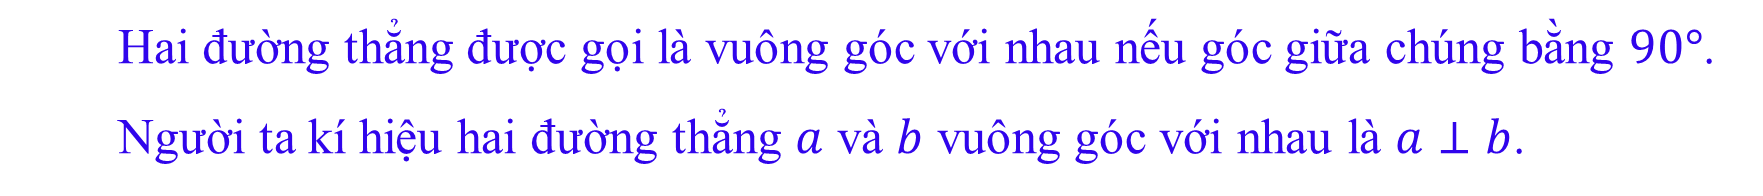 Hai đường thẳng được gọi là vuông góc với nhau nếu góc giữa chúng bằng 90°.
Người ta kí hiệu hai đường thẳng a và b vuông góc với nhau là a ⊥ b.